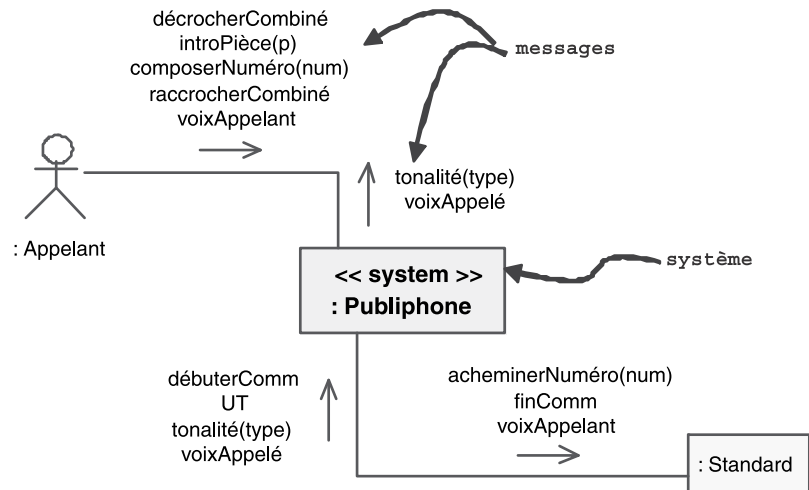 décrocherCombiné
introPièce(p)
composerNuméro(num)
raccrocherCombiné
voixAppelant
messages
tonalité(type)
voixAppelé
: Appelant
<< system >>
: Publiphone
système
débuterComm
UT
tonalité(type)
voixAppelé
acheminerNuméro(num)
finComm
voixAppelant
: Standard